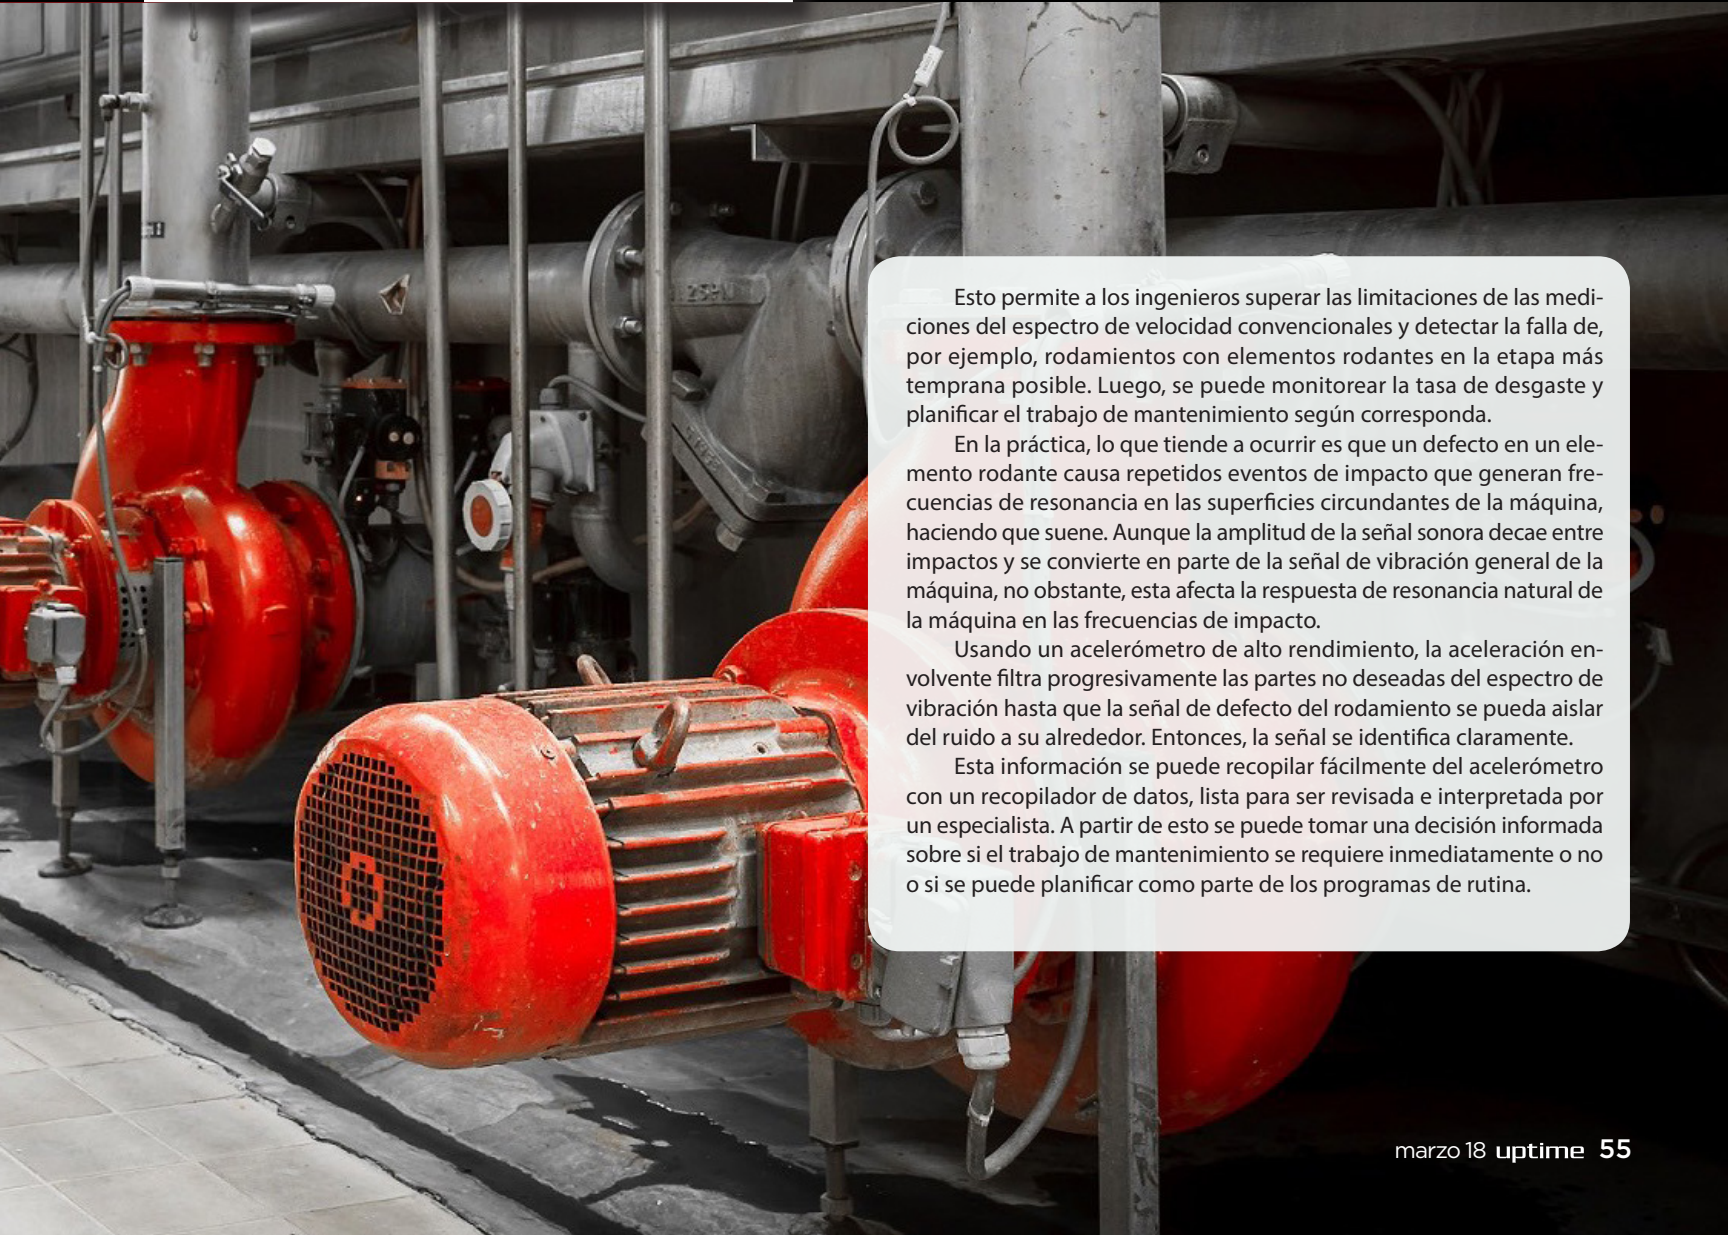 Esto permite a los ingenieros superar las limitaciones de las medi-
ciones del espectro de velocidad convencionales y detectar la falla de,
por ejemplo, rodamientos con elementos rodantes en la etapa más
temprana posible. Luego, se puede monitorear la tasa de desgaste y
planificar el trabajo de mantenimiento según corresponda.
En la práctica, lo que tiende a ocurrir es que un defecto en un ele-
mento rodante causa repetidos eventos de impacto que generan fre-
cuencias de resonancia en las superficies circundantes de la máquina,
haciendo que suene. Aunque la amplitud de la señal sonora decae entre
impactos y se convierte en parte de la señal de vibración general de la
máquina, no obstante, esta afecta la respuesta de resonancia natural de
la máquina en las frecuencias de impacto.
Usando un acelerómetro de alto rendimiento, la aceleración en-
volvente filtra progresivamente las partes no deseadas del espectro de
vibración hasta que la señal de defecto del rodamiento se pueda aislar
del ruido a su alrededor. Entonces, la señal se identifica claramente.
Esta información se puede recopilar fácilmente del acelerómetro
con un recopilador de datos, lista para ser revisada e interpretada por
un especialista. A partir de esto se puede tomar una decisión informada
sobre si el trabajo de mantenimiento se requiere inmediatamente o no
o si se puede planificar como parte de los programas de rutina.
marzo 18 uptime 55